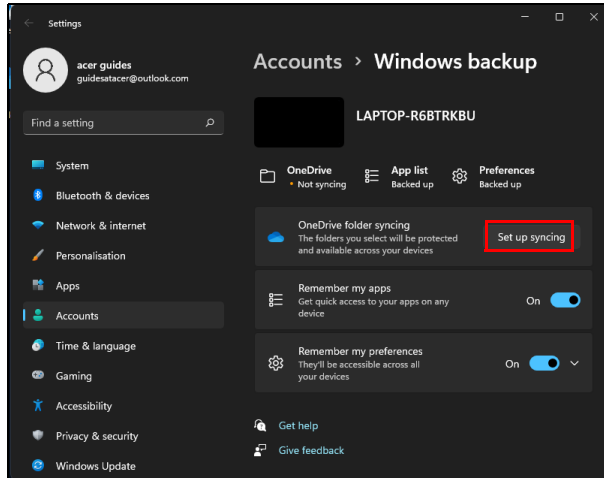 Settings
acer guides
guidesatacer@outlook.com
Find a setting
System
Bluetooth & devices
Network & internet
Personalisation
Apps
Accounts
Time & language
Gaming
Accessibility
Privacy & security
Windows Update
Accounts > Windows backup
LAPTOP-R6BTRKBU
OneDrive
• Not syncing
App list
Backed up
Preferences
Backed up
OneDrive folder syncing
The folders you select will be protected
and available across your devices
Set up syncing
Remember my apps
Get quick access to your apps on any
device
On
Remember my preferences
They'll be accessible across all
your devices
On
Get help
Give feedback